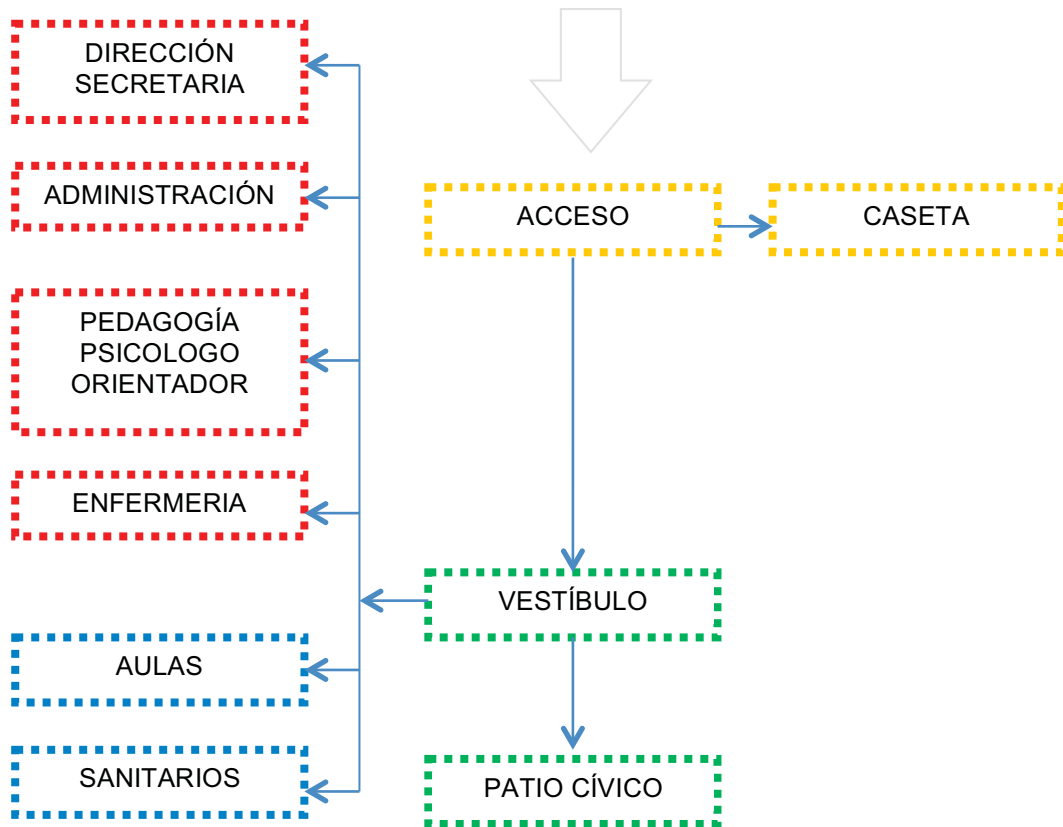 DIRECCIÓN
SECRETARIA
ADMINISTRACIÓN
PEDAGOGÍA
PSICOLOGO
ORIENTADOR
ENFERMERIA
AULAS
SANITARIOS
ACCESO
CASETA
VESTÍBULO
PATIO CÍVICO